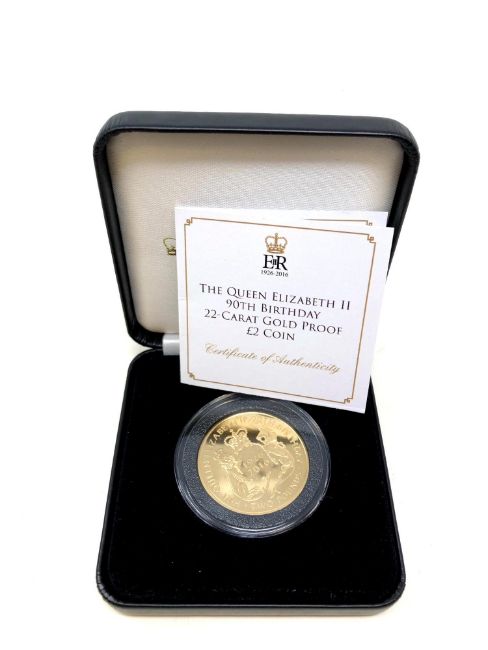 EIIR
1926-2016
THE QUEEN ELIZABETH II
90TH BIRTHDAY
22-CARAT GOLD PROOF
£2 COIN
Certificate of Authenticity